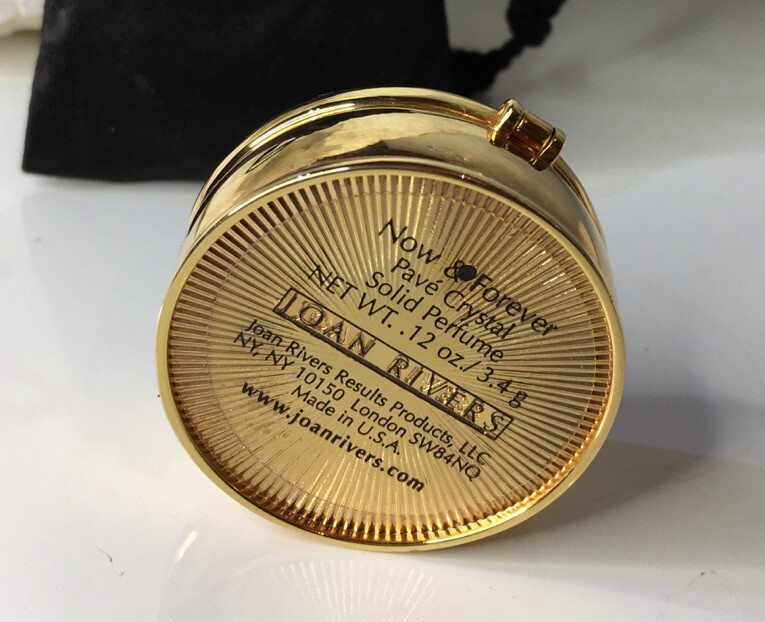 Now & Forever
Pavé Crystal
Solid Perfume
NET WT. .12 oz./ 3.4 g
JOAN RIVERS
Joan Rivers Results Products, LLC
NY, NY 10150 London SW84NQ
Made in U.S.A.
www.joanrivers.com